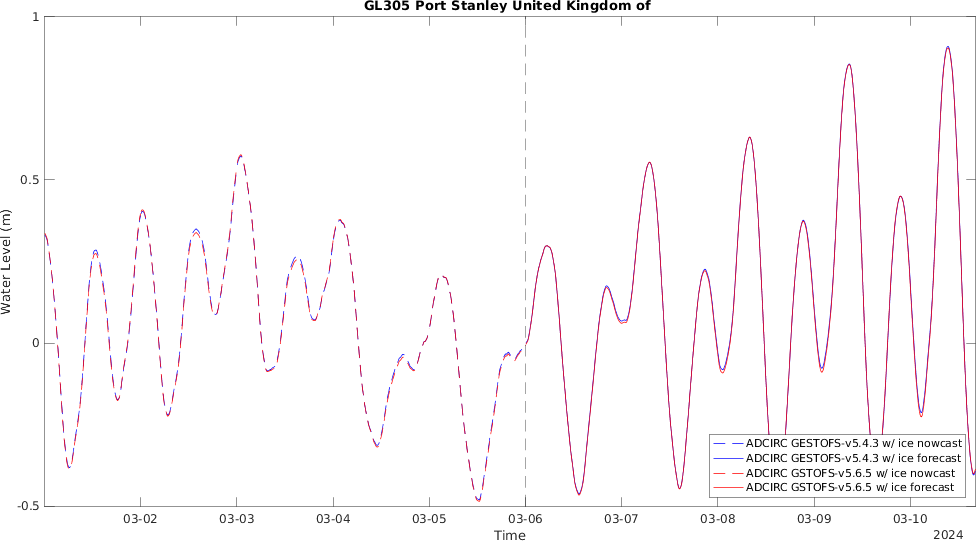 GL305 Port Stanley United Kingdom of
1
0.5
0
-0.5
Water Level (m)
03-02 03-03 03-04 03-05 03-06 03-07 03-08 03-09 03-10
Time
2024
ADCIRC GESTOFS-v5.4.3 w/ ice nowcast
ADCIRC GESTOFS-v5.4.3 w/ ice forecast
ADCIRC GSTOFS-v5.6.5 w/ ice nowcast
ADCIRC GSTOFS-v5.6.5 w/ ice forecast